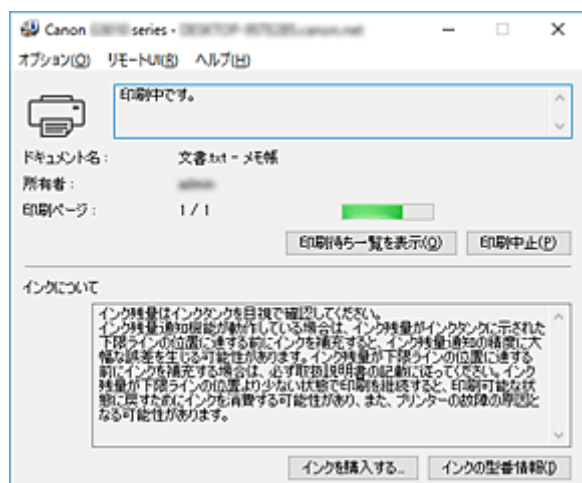 Canon series -
オプション(O) リモートUI(R) ヘルプ(H)
印刷中です。
ドキュメント名: 文書.txt - メモ帳
所有者:
印刷ページ: 1 / 1
印刷待ち一覧を表示(Q) 印刷中止(P)
インクについて
インク残量はインクタンクを目視で確認してください。
インク残量通知機能が動作している場合は、インク残量がインクタンクに示された
下限ラインの位置に達する前にインクを補充すると、インク残量通知の精度に大
幅な誤差を生じる可能性があります。インク残量が下限ラインの位置に達する
前にインクを補充する場合は、必ず取扱説明書の記載に従ってください。インク
残量が下限ラインの位置より少ない状態で印刷を継続すると、印刷可能な状
態に戻すためにインクを消費する可能性があり、また、プリンターの故障の原因と
なる可能性があります。
インクを購入する... インクの型番情報(I)